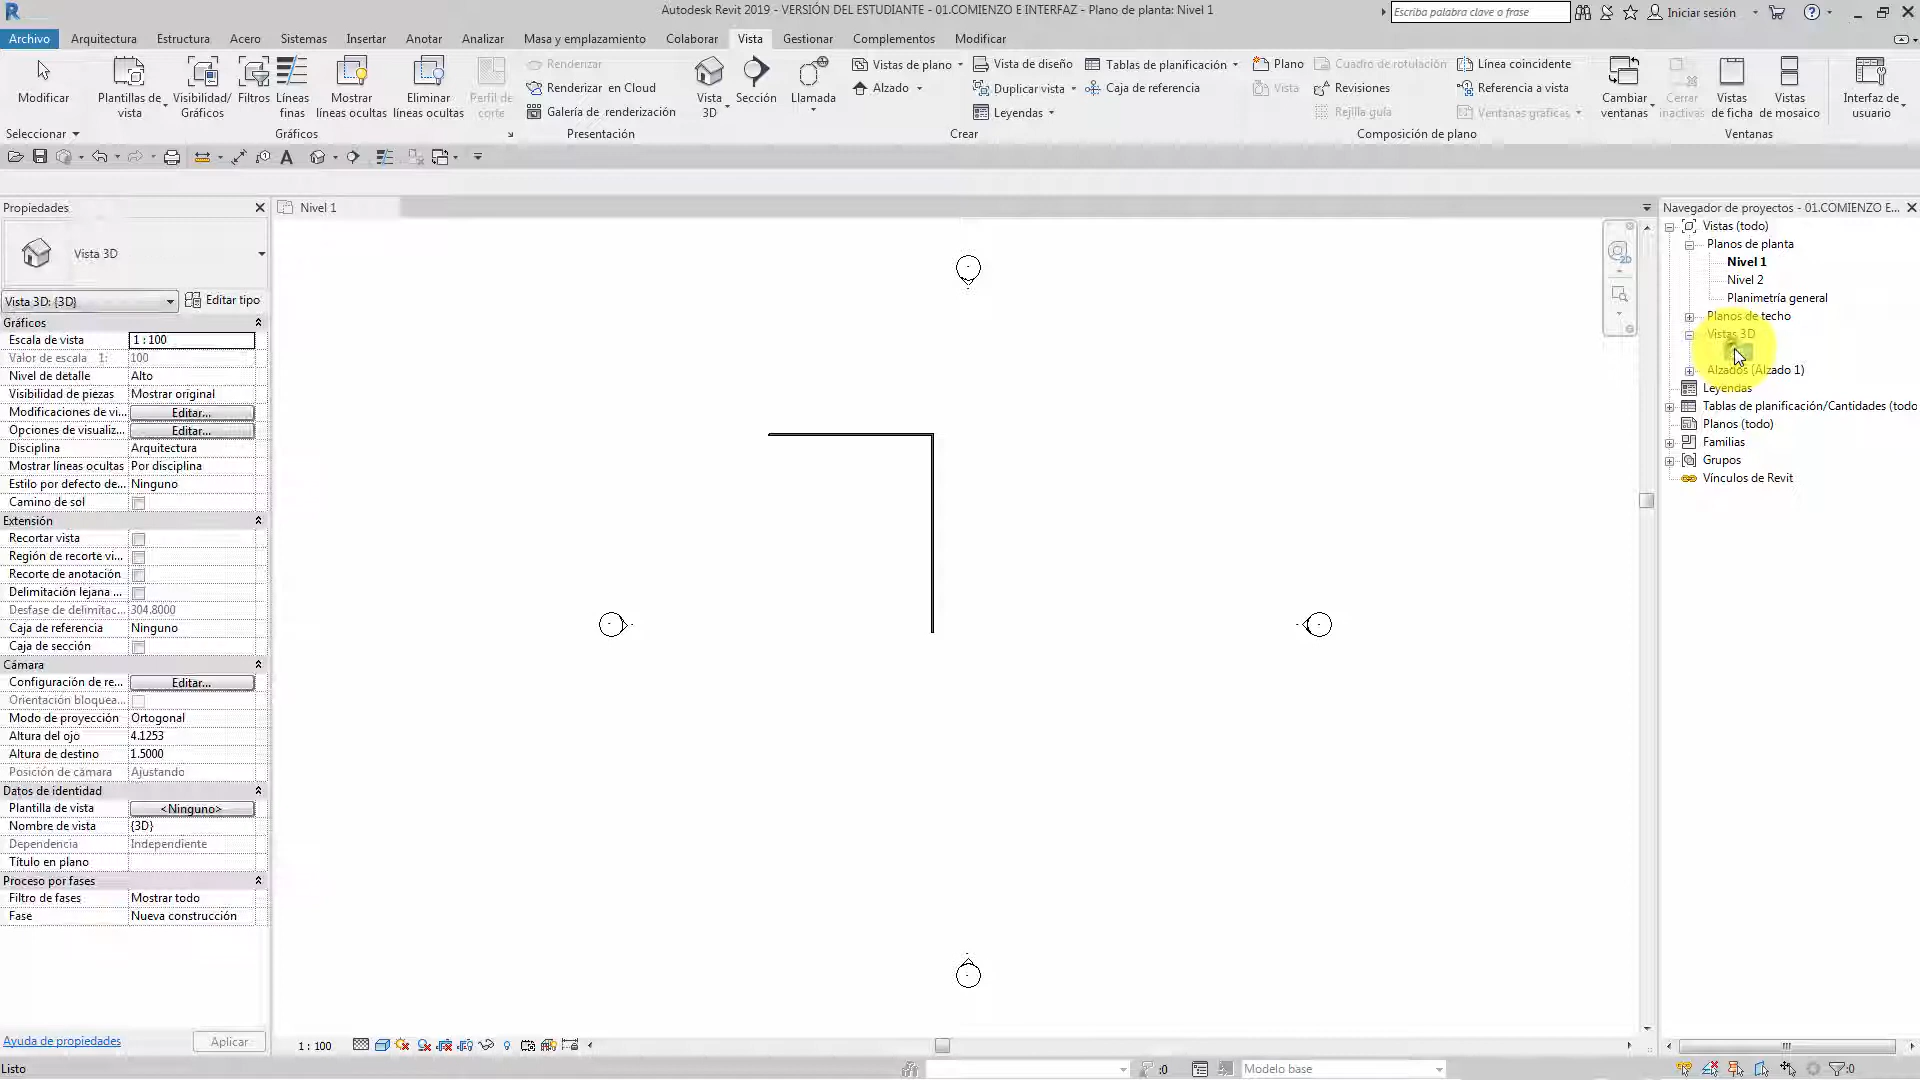 Autodesk Revit 2019 - VERSIÓN DEL ESTUDIANTE - 01.COMIENZO E INTERFAZ - Plano de planta: Nivel 1
Escriba palabra clave o frase
Iniciar sesión
Archivo Arquitectura Estructura Acero Sistemas Insertar Anotar Analizar Masa y emplazamiento Colaborar Vista Gestionar Complementos Modificar
Modificar
Seleccionar
Plantillas de vista
Visibilidad/ Gráficos
Filtros
Líneas finas
Mostrar líneas ocultas
Eliminar líneas ocultas
Perfil de corte
Gráficos
Renderizar
Renderizar en Cloud
Galería de renderización
Presentación
Vista 3D
Sección
Llamada
Vistas de plano
Alzado
Vista de diseño
Duplicar vista
Leyendas
Tablas de planificación
Caja de referencia
Crear
Plano
Vista
Cuadro de rotulación
Revisiones
Rejilla guía
Línea coincidente
Referencia a vista
Ventanas gráficas
Composición de plano
Cambiar ventanas
Cerrar inactivas
Vistas de ficha
Vistas de mosaico
Ventanas
Interfaz de usuario
Propiedades
Vista 3D
Vista 3D: {3D}
Editar tipo
Gráficos
Escala de vista 1 : 100
Valor de escala 1: 100
Nivel de detalle Alto
Visibilidad de piezas Mostrar original
Modificaciones de vi... Editar...
Opciones de visualiz... Editar...
Disciplina Arquitectura
Mostrar líneas ocultas Por disciplina
Estilo por defecto de... Ninguno
Camino de sol
Extensión
Recortar vista
Región de recorte vi...
Recorte de anotación
Delimitación lejana ...
Desfase de delimitac... 304.8000
Caja de referencia Ninguno
Caja de sección
Cámara
Configuración de re... Editar...
Orientación bloquea...
Modo de proyección Ortogonal
Altura del ojo 4.1253
Altura de destino 1.5000
Posición de cámara Ajustando
Datos de identidad
Plantilla de vista <Ninguno>
Nombre de vista {3D}
Dependencia Independiente
Título en plano
Proceso por fases
Filtro de fases Mostrar todo
Fase Nueva construcción
Ayuda de propiedades
Aplicar
Listo
Nivel 1
2D
1 : 100
:0
Modelo base
Navegador de proyectos - 01.COMIENZO E...
Vistas (todo)
Planos de planta
Nivel 1
Nivel 2
Planimetría general
Planos de techo
Vistas 3D
Alzados (Alzado 1)
Leyendas
Tablas de planificación/Cantidades (todo
Planos (todo)
Familias
Grupos
Vínculos de Revit
:0